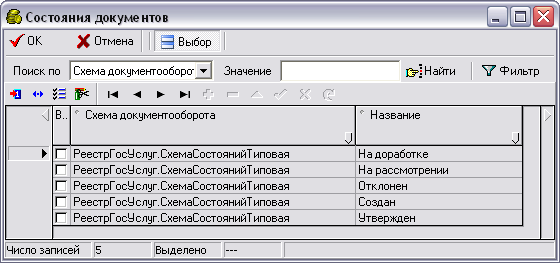 Состояния документов
OK Отмена Выбор
Поиск по Схема документооборот Значение Найти Фильтр
В.. Схема документооборота Название
РеестрГосУслуг.СхемаСостоянийТиповая На доработке
РеестрГосУслуг.СхемаСостоянийТиповая На рассмотрении
РеестрГосУслуг.СхемаСостоянийТиповая Отклонен
РеестрГосУслуг.СхемаСостоянийТиповая Создан
РеестрГосУслуг.СхемаСостоянийТиповая Утвержден
Число записей 5 Выделено ---